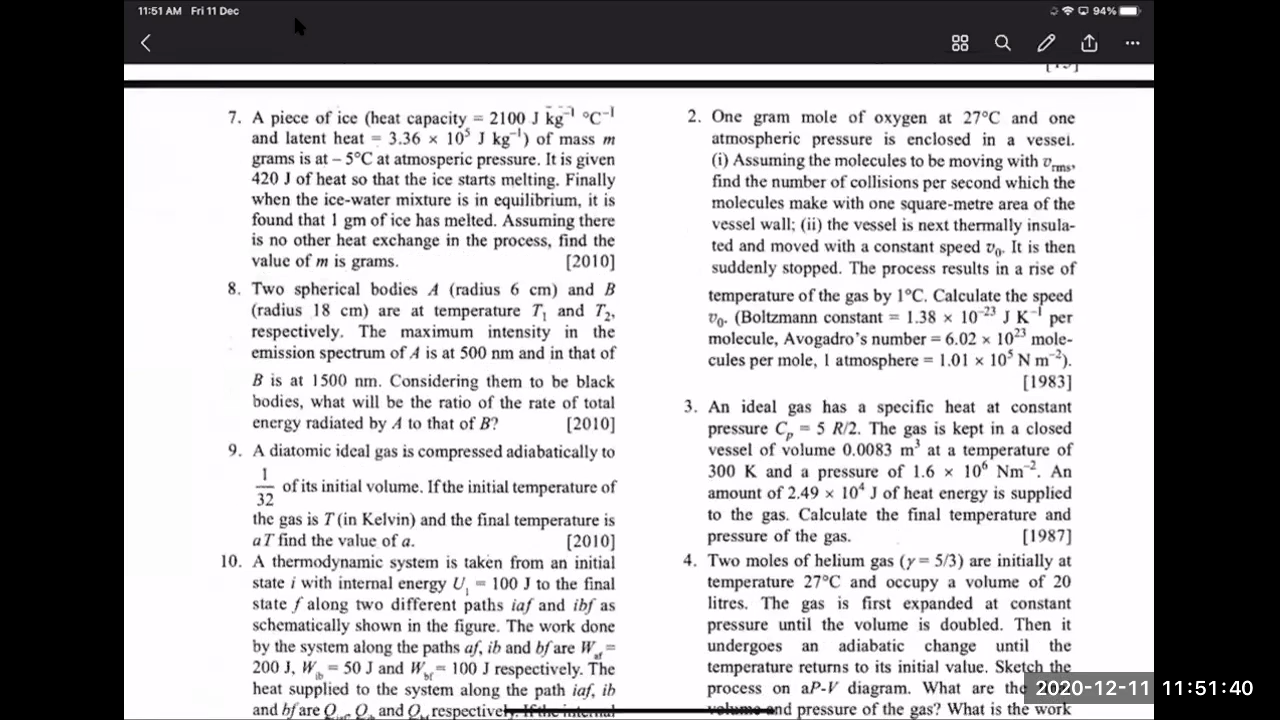 11:51 AM Fri 11 Dec
94%
7. A piece of ice (heat capacity = 2100 J kg⁻¹ °C⁻¹
and latent heat = 3.36 × 10⁵ J kg⁻¹) of mass m
grams is at – 5°C at atmosperic pressure. It is given
420 J of heat so that the ice starts melting. Finally
when the ice-water mixture is in equilibrium, it is
found that 1 gm of ice has melted. Assuming there
is no other heat exchange in the process, find the
value of m is grams. [2010]
8. Two spherical bodies A (radius 6 cm) and B
(radius 18 cm) are at temperature T₁ and T₂,
respectively. The maximum intensity in the
emission spectrum of A is at 500 nm and in that of
B is at 1500 nm. Considering them to be black
bodies, what will be the ratio of the rate of total
energy radiated by A to that of B? [2010]
9. A diatomic ideal gas is compressed adiabatically to
1/32 of its initial volume. If the initial temperature of
the gas is T (in Kelvin) and the final temperature is
aT find the value of a. [2010]
10. A thermodynamic system is taken from an initial
state i with internal energy U₁ = 100 J to the final
state f along two different paths iaf and ibf as
schematically shown in the figure. The work done
by the system along the paths af, ib and bf are W_af =
200 J, W_ib = 50 J and W_bf = 100 J respectively. The
heat supplied to the system along the path iaf, ib
and bf are Q and Q respectively. If the internal
2. One gram mole of oxygen at 27°C and one
atmospheric pressure is enclosed in a vessel.
(i) Assuming the molecules to be moving with v_rms,
find the number of collisions per second which the
molecules make with one square-metre area of the
vessel wall; (ii) the vessel is next thermally insula-
ted and moved with a constant speed v₀. It is then
suddenly stopped. The process results in a rise of
temperature of the gas by 1°C. Calculate the speed
v₀. (Boltzmann constant = 1.38 × 10⁻²³ J K⁻¹ per
molecule, Avogadro's number = 6.02 × 10²³ mole-
cules per mole, 1 atmosphere = 1.01 × 10⁵ N m⁻²).
[1983]
3. An ideal gas has a specific heat at constant
pressure C_p = 5 R/2. The gas is kept in a closed
vessel of volume 0.0083 m³ at a temperature of
300 K and a pressure of 1.6 × 10⁶ Nm⁻². An
amount of 2.49 × 10⁴ J of heat energy is supplied
to the gas. Calculate the final temperature and
pressure of the gas. [1987]
4. Two moles of helium gas (γ = 5/3) are initially at
temperature 27°C and occupy a volume of 20
litres. The gas is first expanded at constant
pressure until the volume is doubled. Then it
undergoes an adiabatic change until the
temperature returns to its initial value. Sketch the
process on a P-V diagram. What are the
volume and pressure of the gas? What is the work
2020-12-11 11:51:40